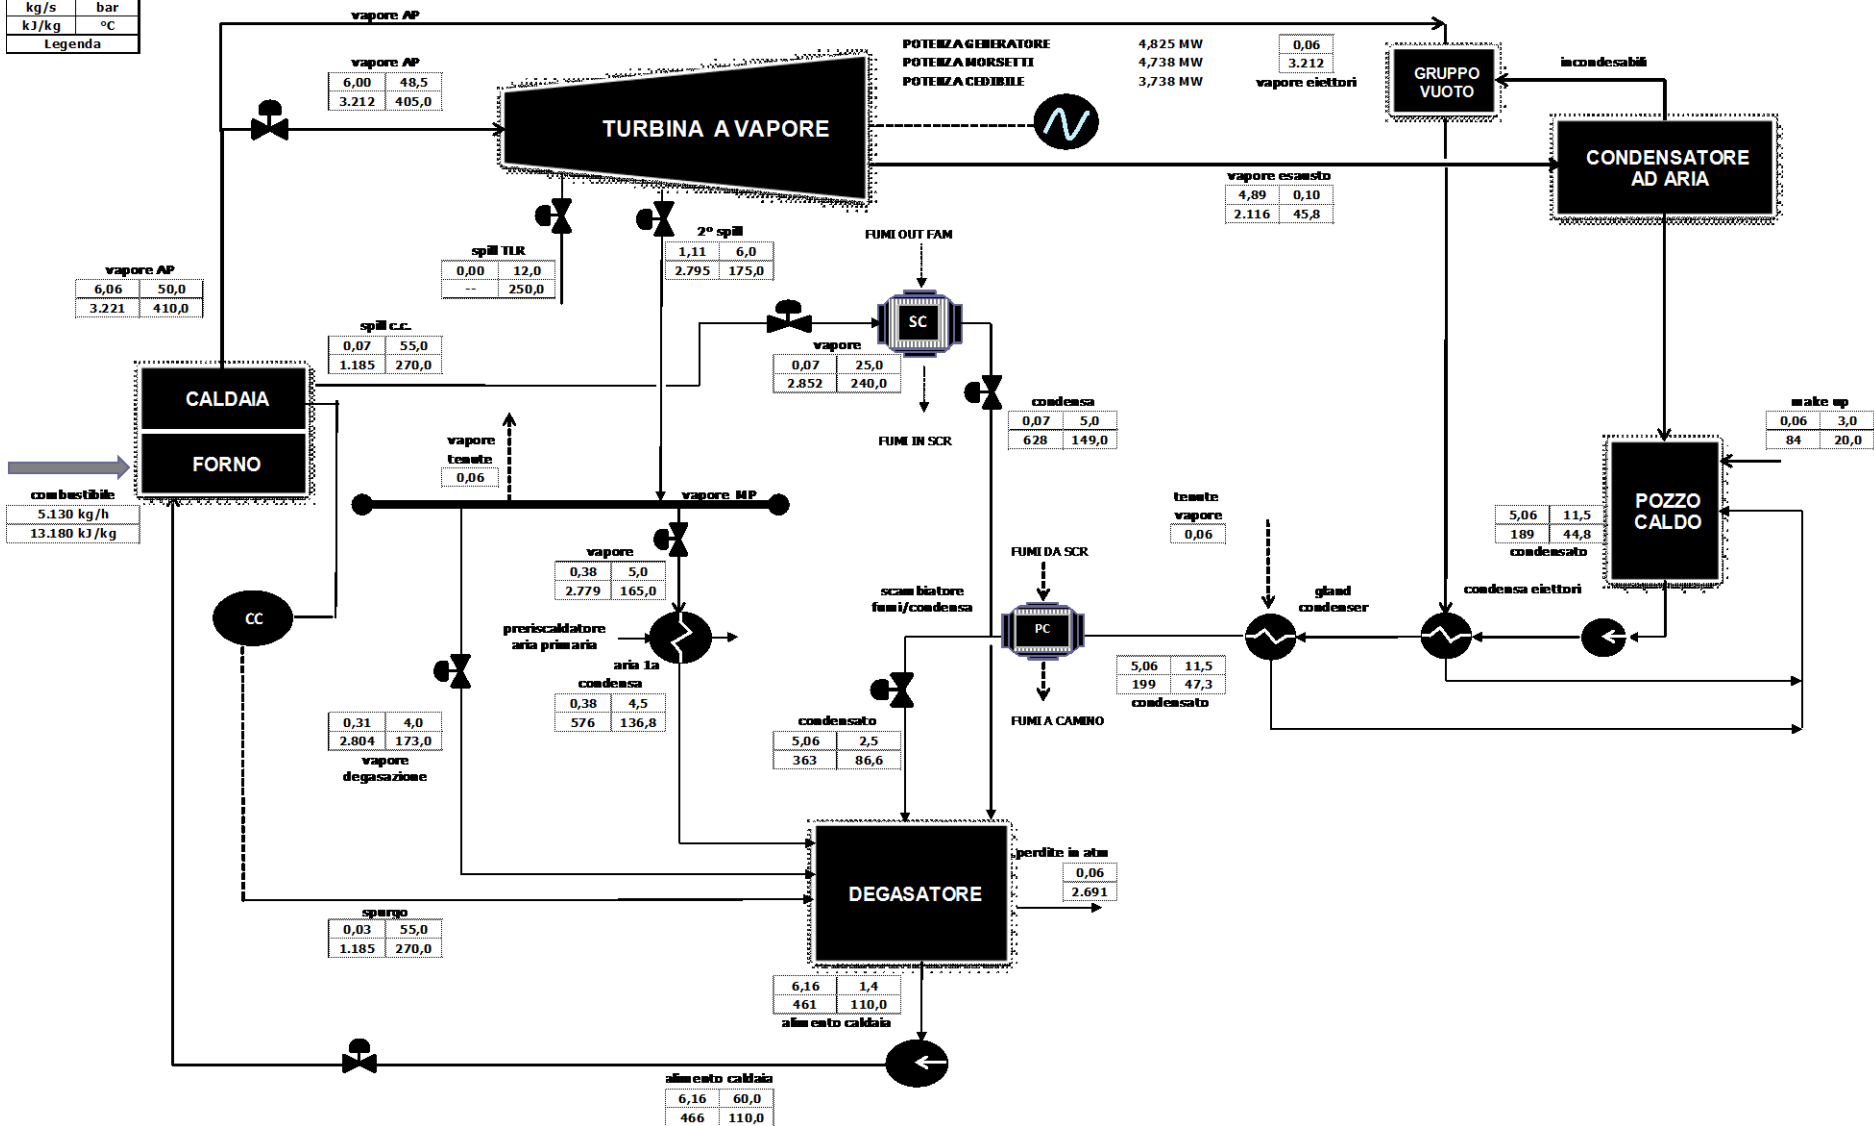 kg/s bar
kJ/kg °C
Legenda
vapore AP
vapore AP
6,00 48,5
3.212 405,0
TURBINA A VAPORE
POTENZA GENERATORE 4,825 MW
POTENZA MORSETTI 4,738 MW
POTENZA CEDIBILE 3,738 MW
0,06
3.212
vapore eiettori
GRUPPO
VUOTO
incondesabili
CONDENSATORE
AD ARIA
vapore esausto
4,89 0,10
2.116 45,8
spill TLR
0,00 12,0
-- 250,0
2° spill
1,11 6,0
2.795 175,0
FUMI OUT FAM
vapore AP
6,06 50,0
3.221 410,0
spill c.c.
0,07 55,0
1.185 270,0
SC
vapore
0,07 25,0
2.852 240,0
FUMI IN SCR
condensa
0,07 5,0
628 149,0
make up
0,06 3,0
84 20,0
CALDAIA
FORNO
combustibile
5.130 kg/h
13.180 kJ/kg
vapore
tenute
0,06
vapore MP
POZZO
CALDO
5,06 11,5
189 44,8
condensato
tenute
vapore
0,06
vapore
0,38 5,0
2.779 165,0
FUMI DA SCR
scambiatore
fumi/condensa
PC
gland
condenser
condensa eiettori
CC
preriscaldatore
aria primaria
aria 1a
condensa
0,38 4,5
576 136,8
5,06 11,5
199 47,3
condensato
FUMI A CAMINO
0,31 4,0
2.804 173,0
vapore
degasazione
condensato
5,06 2,5
363 86,6
DEGASATORE
perdite in atm
0,06
2.691
spurgo
0,03 55,0
1.185 270,0
6,16 1,4
461 110,0
alimento caldaia
alimento caldaia
6,16 60,0
466 110,0